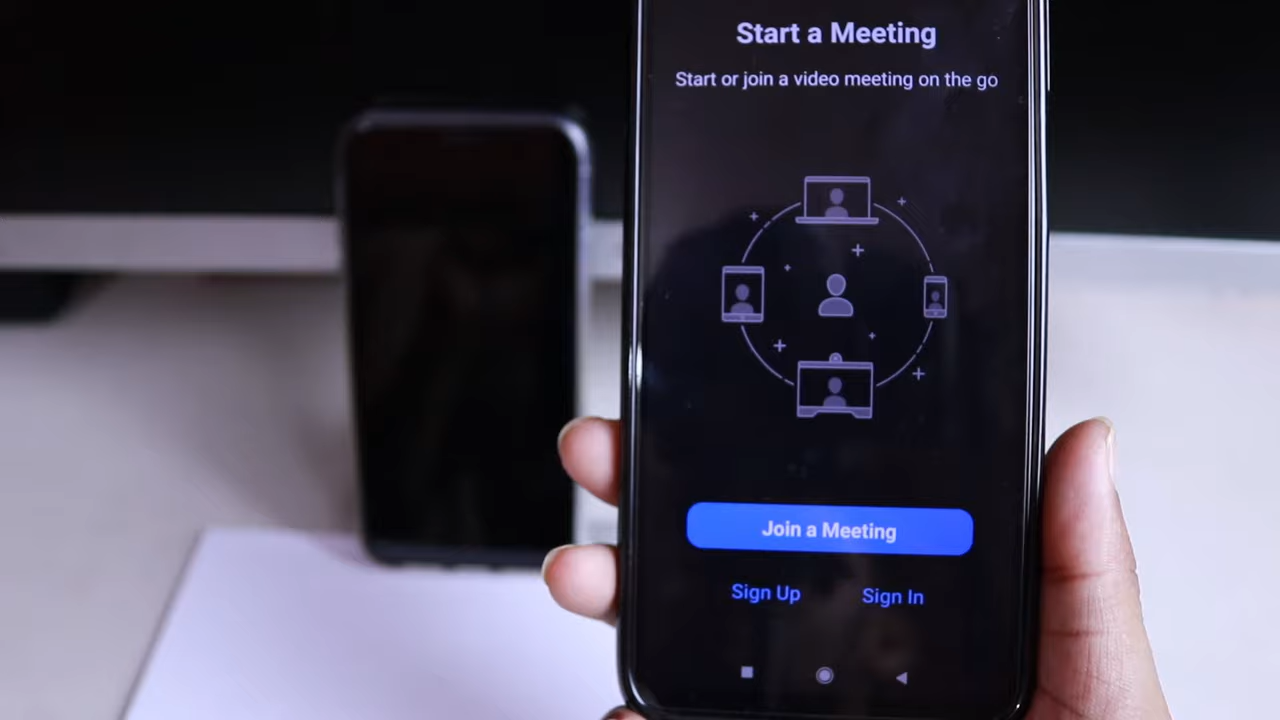 Start a Meeting
Start or join a video meeting on the go
Join a Meeting
Sign Up Sign In